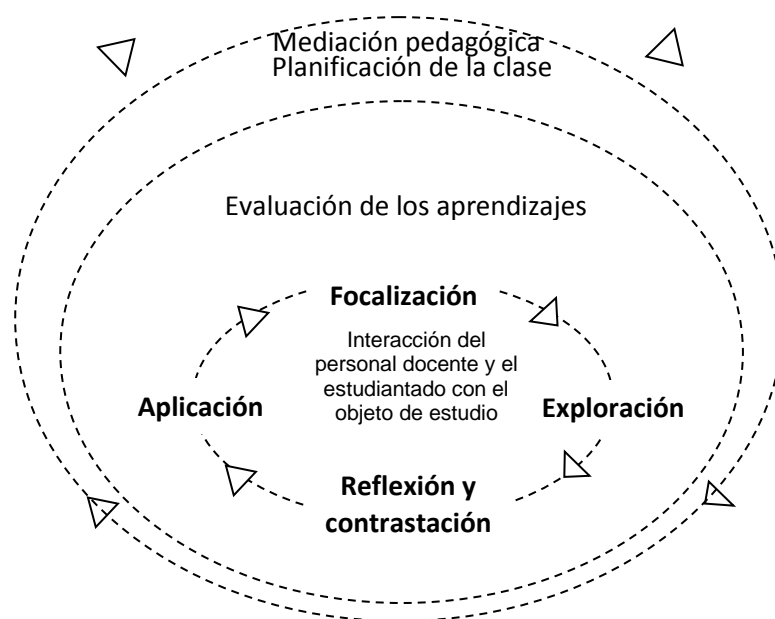 Mediación pedagógica
Planificación de la clase
Evaluación de los aprendizajes
Focalización
Interacción del
personal docente y el
estudiantado con el
objeto de estudio
Aplicación
Exploración
Reflexión y
contrastación